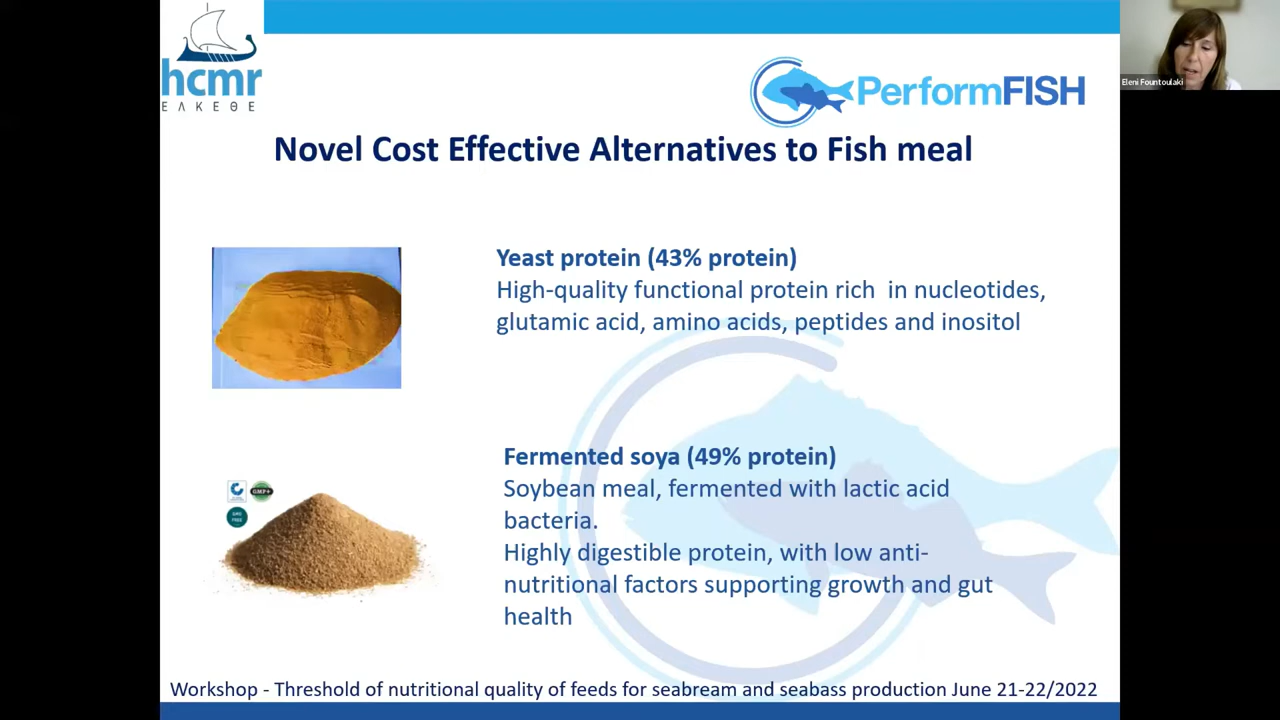 hcmr
ΕΛΚΕΘΕ
PerformFISH
Eleni Fountoulaki
Novel Cost Effective Alternatives to Fish meal
Yeast protein (43% protein)
High-quality functional protein rich in nucleotides,
glutamic acid, amino acids, peptides and inositol
Fermented soya (49% protein)
Soybean meal, fermented with lactic acid
bacteria.
Highly digestible protein, with low anti-
nutritional factors supporting growth and gut
health
GMP+
GMO
FREE
Workshop - Threshold of nutritional quality of feeds for seabream and seabass production June 21-22/2022